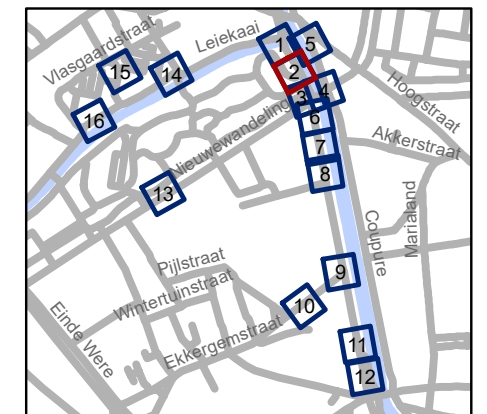 Vlasgaardstraat
Leiekaai
1
5
2
15
14
3
4
Hoogstraat
16
6
Nieuwewandeling
7
Akkerstraat
8
13
Marialand
Coupure
Pijlstraat
9
Wintertuinstraat
10
Einde Were
Ekkergemstraat
11
12